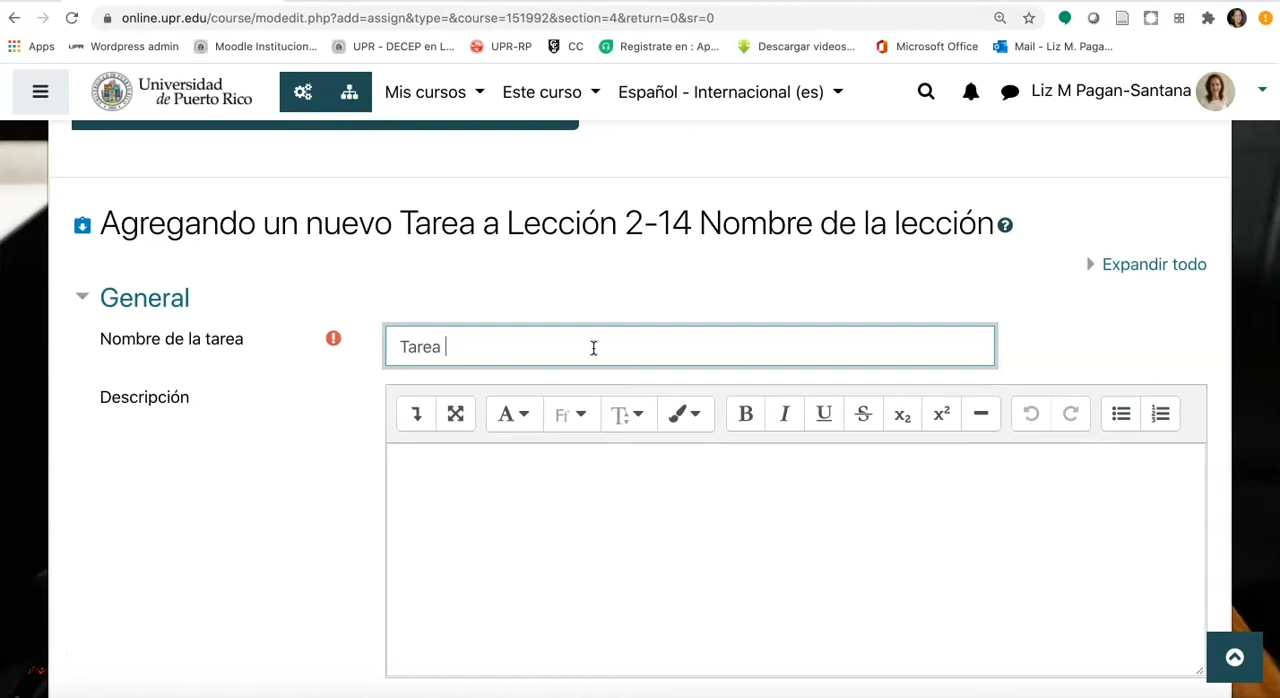 online.upr.edu/course/modedit.php?add=assign&type=&course=151992&section=4&return=0&sr=0
Apps UPR Wordpress admin Moodle Institucion... UPR - DECEP en L... UPR-RP CC Registrate en : Ap... Descargar videos... Microsoft Office Mail - Liz M. Paga...
Universidad
de Puerto Rico
Mis cursos Este curso Español - Internacional (es) Liz M Pagan-Santana
Agregando un nuevo Tarea a Lección 2-14 Nombre de la lección
Expandir todo
General
Nombre de la tarea
Tarea
Descripción
A Ff T B I U S x2 x2